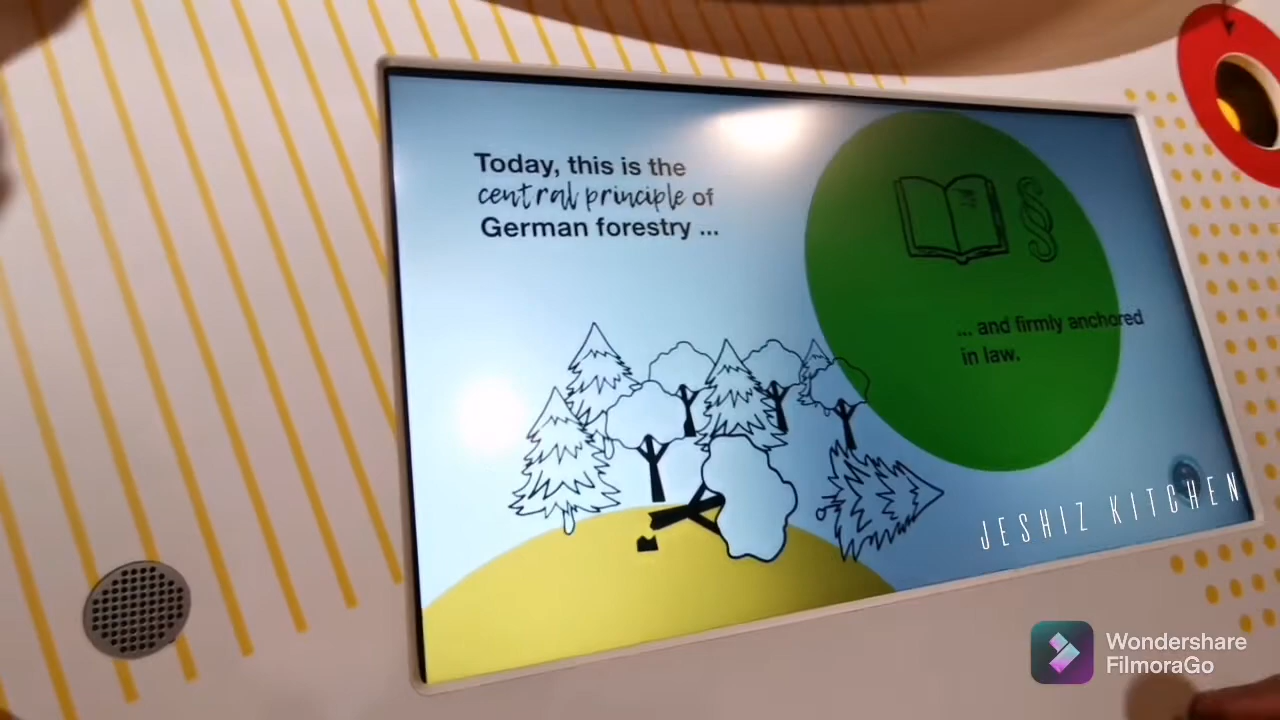 Today, this is the
central principle of
German forestry ...
... and firmly anchored
in law.
JESHIZ KITCHEN
Wondershare
FilmoraGo